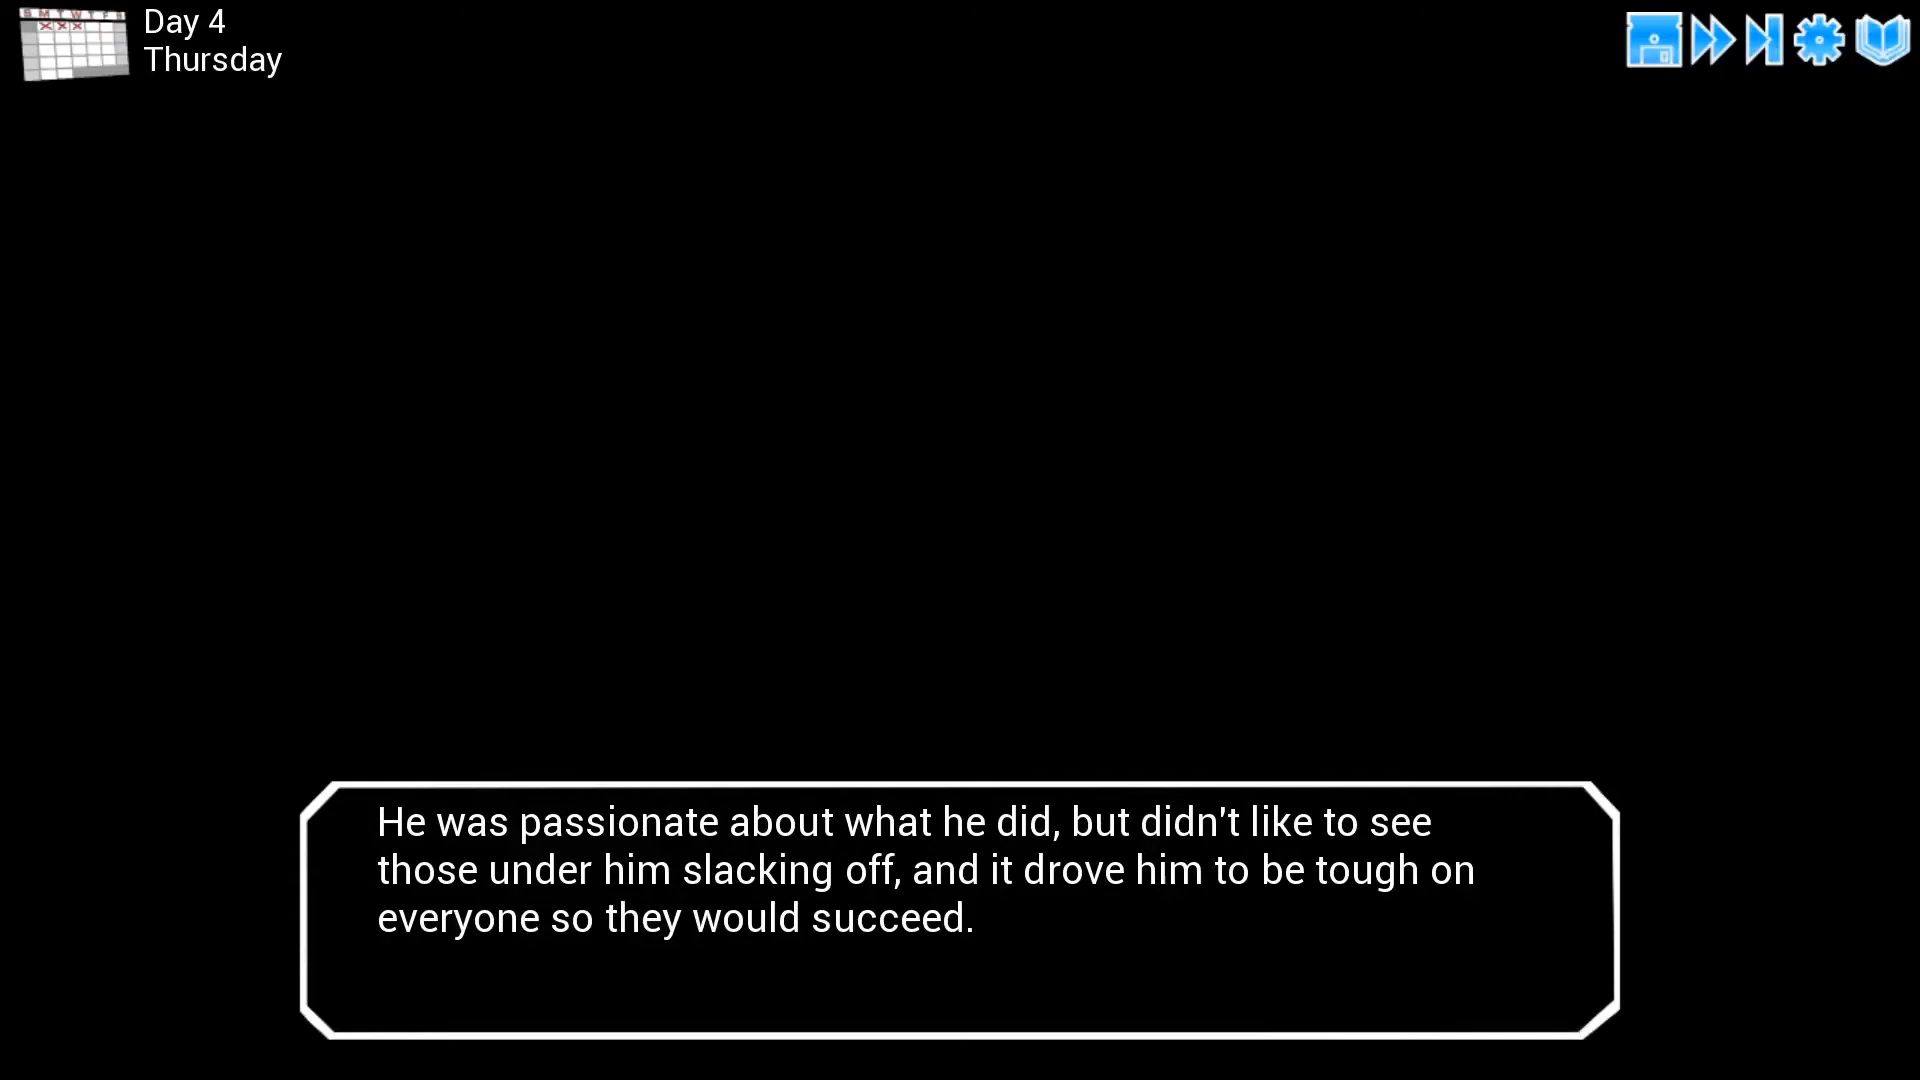 S M T W T F S
Day 4
Thursday
He was passionate about what he did, but didn't like to see
those under him slacking off, and it drove him to be tough on
everyone so they would succeed.